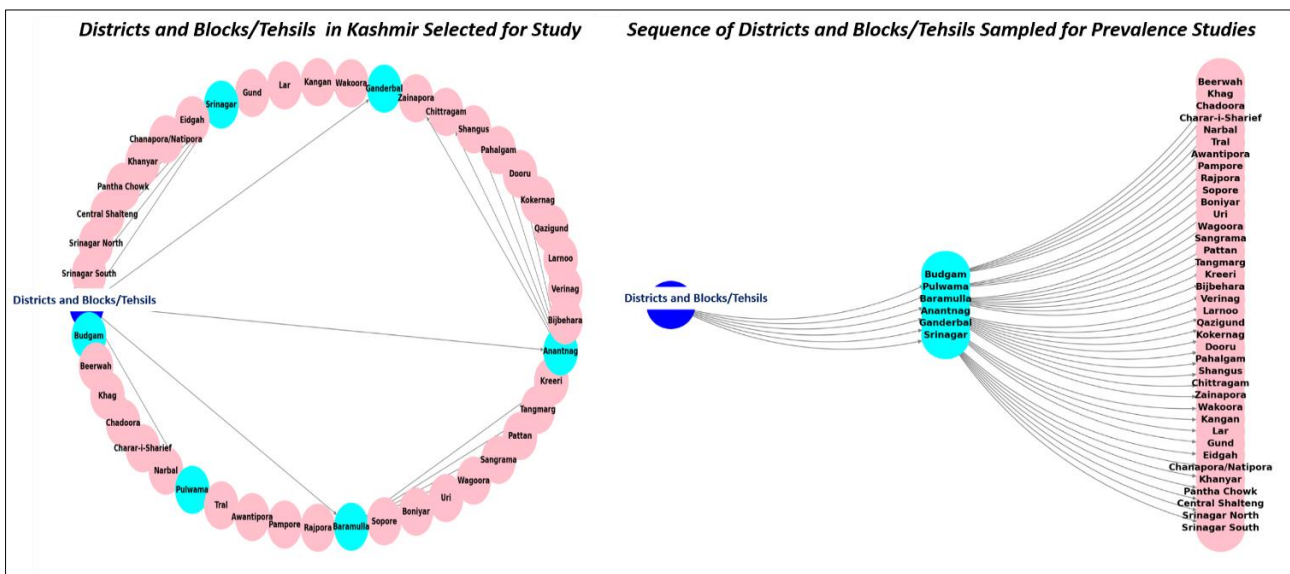 Districts and Blocks/Tehsils in Kashmir Selected for Study
Wakoora
Ganderbal
Kangan
Zainapora
Lar
Chittragam
Gund
Srinagar
Shangus
Eidgah
Pahalgam
Chanapora/Natipora
Dooru
Khanyar
Kokernag
Pantha Chowk
Qazigund
Central Shalteng
Larnoo
Srinagar North
Srinagar South
Verinag
Districts and Blocks/Tehsils
Bijbehara
Budgam
Anantnag
Beerwah
Kreeri
Khag
Tangmarg
Chadoora
Pattan
Charar-i-Sharief
Sangrama
Narbal
Wagoora
Pulwama
Uri
Tral
Boniyar
Awantipora
Sopore
Pampore
Rajpora
Baramulla
Sequence of Districts and Blocks/Tehsils Sampled for Prevalence Studies
Districts and Blocks/Tehsils
Budgam
Pulwama
Baramulla
Anantnag
Ganderbal
Srinagar
Beerwah
Khag
Chadoora
Charar-i-Sharief
Narbal
Tral
Awantipora
Pampore
Rajpora
Sopore
Boniyar
Uri
Wagoora
Sangrama
Pattan
Tangmarg
Kreeri
Bijbehara
Verinag
Larnoo
Qazigund
Kokernag
Dooru
Pahalgam
Shangus
Chittragam
Zainapora
Wakoora
Kangan
Lar
Gund
Eidgah
Chanapora/Natipora
Khanyar
Pantha Chowk
Central Shalteng
Srinagar North
Srinagar South